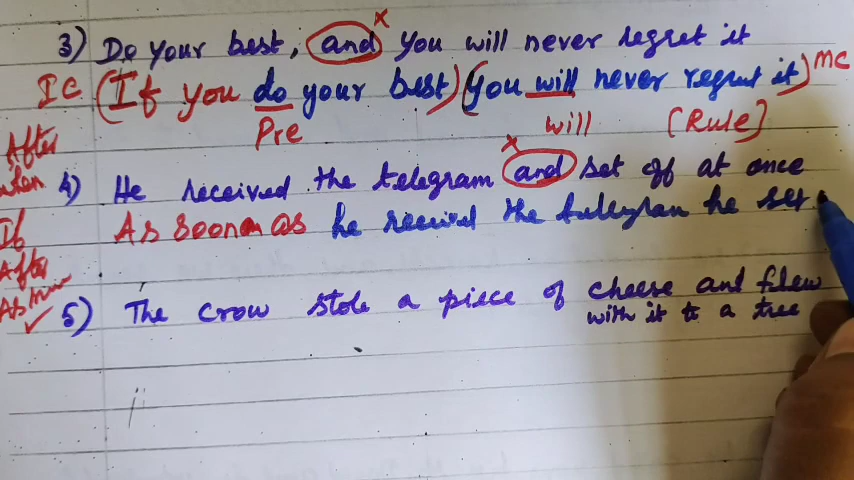 3) Do your best, and x you will never regret it
IC (If you do your best) (you will never regret it) MC
Pre will [Rule]
After
when
4) He received the telegram and x set off at once
If As soon as he received the telegram he set
After
5) The crow stole a piece of cheese and flew
with it to a tree